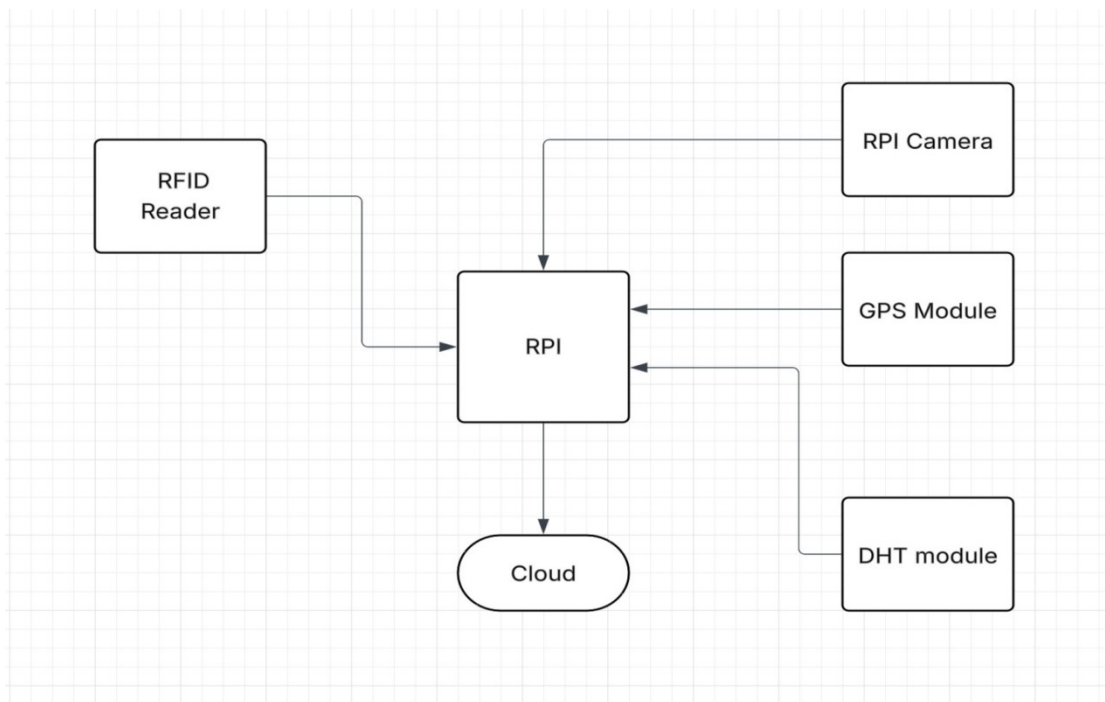 RPI Camera
RFID
Reader
GPS Module
RPI
DHT module
Cloud